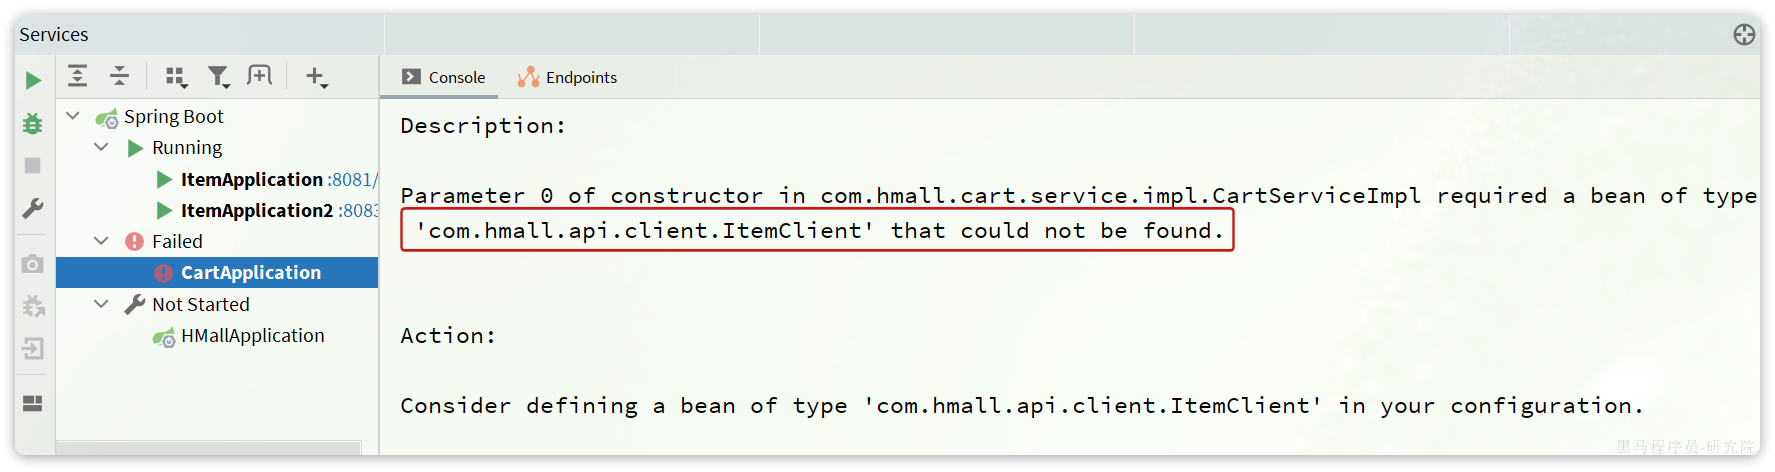 Services
Console
Endpoints
Spring Boot
Running
ItemApplication :8081/
ItemApplication2 :8083
Failed
CartApplication
Not Started
HMallApplication
Description:
Parameter 0 of constructor in com.hmall.cart.service.impl.CartServiceImpl required a bean of type
'com.hmall.api.client.ItemClient' that could not be found.
Action:
Consider defining a bean of type 'com.hmall.api.client.ItemClient' in your configuration.
黑马程序员-研究院